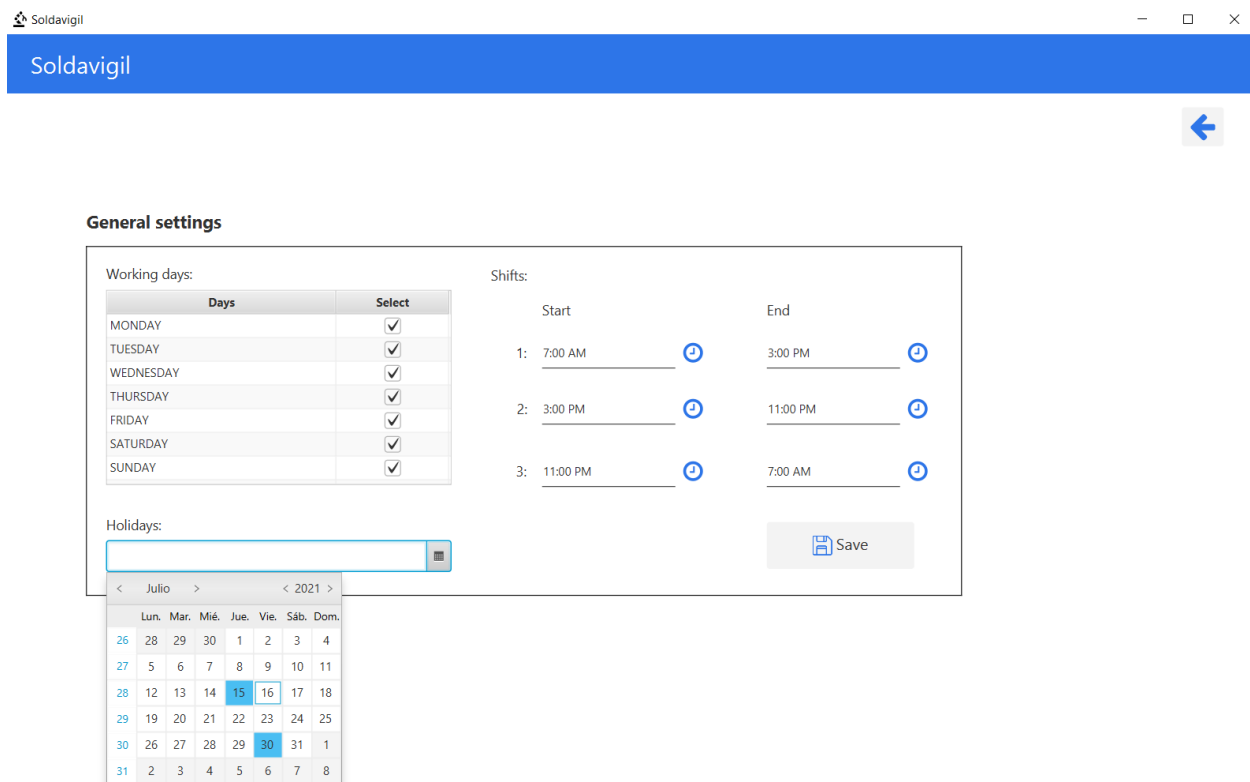 Soldavigil
Soldavigil
General settings
Working days:
Days Select
MONDAY
TUESDAY
WEDNESDAY
THURSDAY
FRIDAY
SATURDAY
SUNDAY
Shifts:
Start End
1: 7:00 AM 3:00 PM
2: 3:00 PM 11:00 PM
3: 11:00 PM 7:00 AM
Holidays:
Save
< Julio > < 2021 >
Lun. Mar. Mié. Jue. Vie. Sáb. Dom.
26 28 29 30 1 2 3 4
27 5 6 7 8 9 10 11
28 12 13 14 15 16 17 18
29 19 20 21 22 23 24 25
30 26 27 28 29 30 31 1
31 2 3 4 5 6 7 8